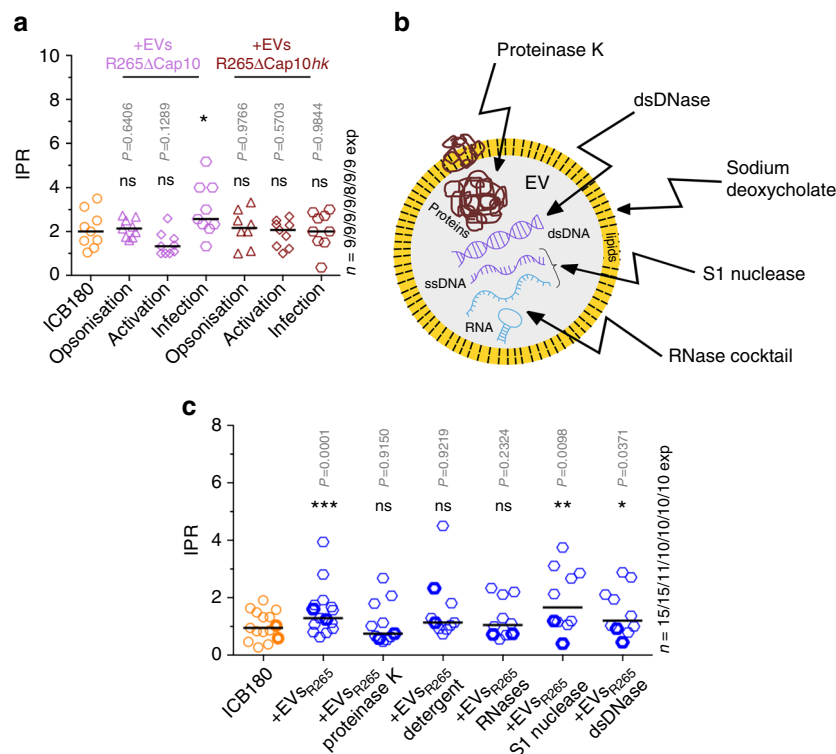 a
+EVs
R265ΔCap10
+EVs
R265ΔCap10hk
10
8
6
4
2
0
IPR
P=0.6406
P=0.1289
*
P=0.9766
P=0.5703
P=0.9844
ns
ns
ns
ns
ns
n = 9/9/9/9/8/9/9 exp
ICB180
Opsonisation
Activation
Infection
Opsonisation
Activation
Infection
b
Proteinase K
dsDNase
Sodium
deoxycholate
S1 nuclease
RNase cocktail
EV
Proteins
dsDNA
ssDNA
RNA
lipids
c
8
6
4
2
0
IPR
P=0.0001
P=0.9150
P=0.9219
P=0.2324
P=0.0098
P=0.0371
***
ns
ns
ns
**
*
n = 15/15/11/10/10/10/10 exp
ICB180
+EVsR265
+EVsR265
proteinase K
+EVsR265
detergent
+EVsR265
RNases
+EVsR265
S1 nuclease
+EVsR265
dsDNase